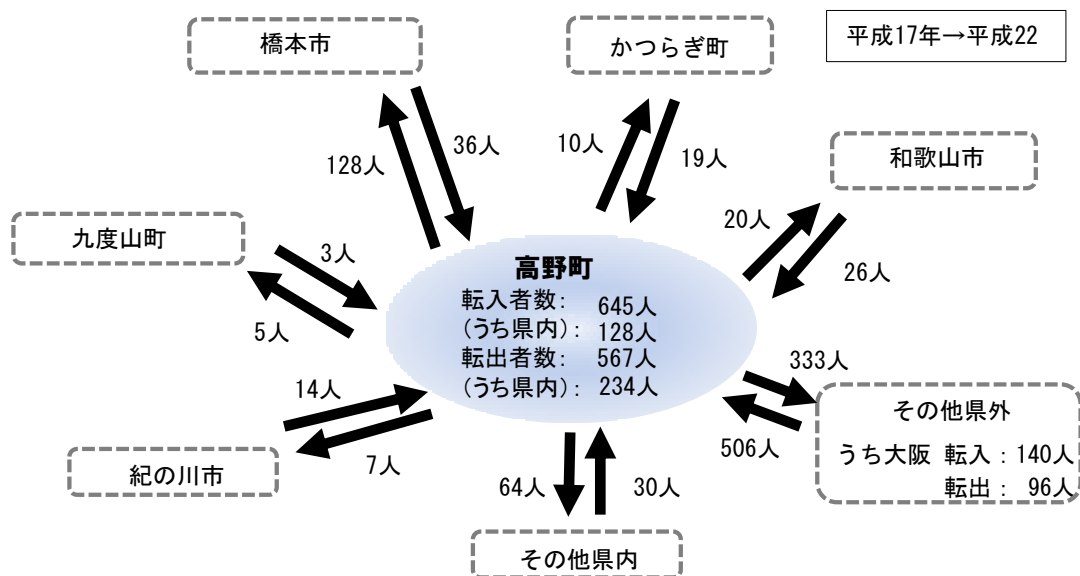 橋本市
かつらぎ町
平成17年→平成22
128人
36人
10人
19人
和歌山市
20人
26人
九度山町
3人
5人
高野町
転入者数： 645人
(うち県内)： 128人
転出者数： 567人
(うち県内)： 234人
14人
7人
紀の川市
333人
506人
その他県外
うち大阪 転入：140人
転出： 96人
64人
30人
その他県内